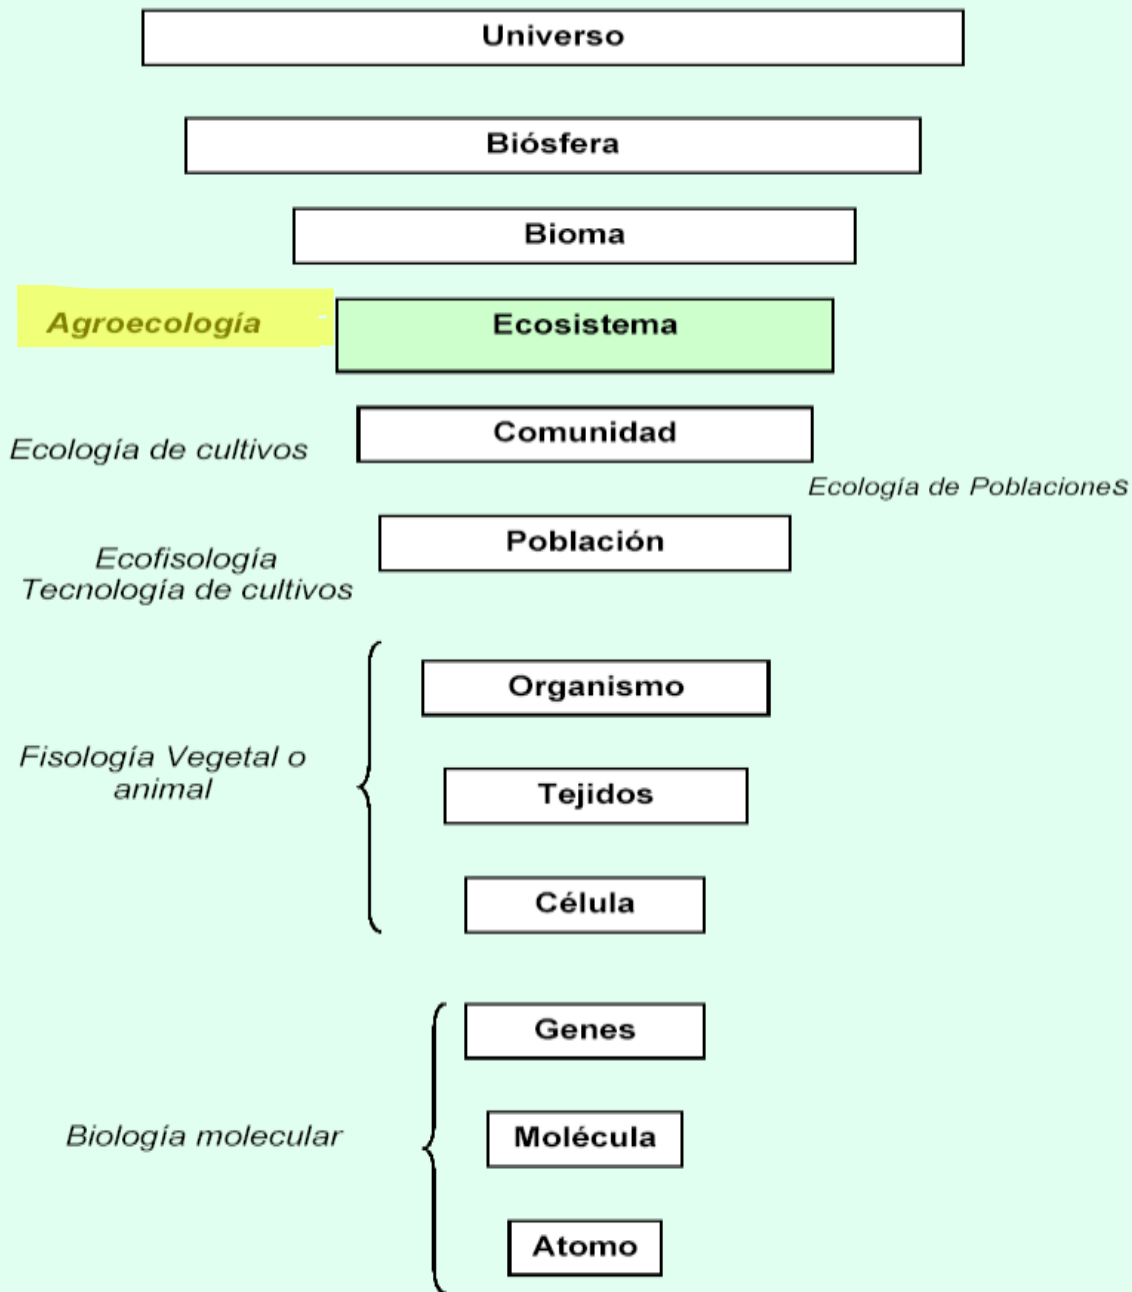 Universo
Biósfera
Bioma
Agroecología
Ecosistema
Comunidad
Ecología de cultivos
Ecología de Poblaciones
Población
Ecofisología
Tecnología de cultivos
Organismo
Fisología Vegetal o
animal
Tejidos
Célula
Genes
Biología molecular
Molécula
Atomo